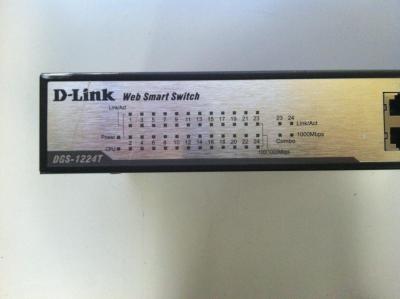 D-Link Web Smart Switch
Link/Act
1 3 5 7 9 11 13 15 17 19 21 23 23 24
Link/Act
Power
1000Mbps
2 4 6 8 10 12 14 16 18 20 22 24 Combo
CPU
100/1000Mbps
DGS-1224T